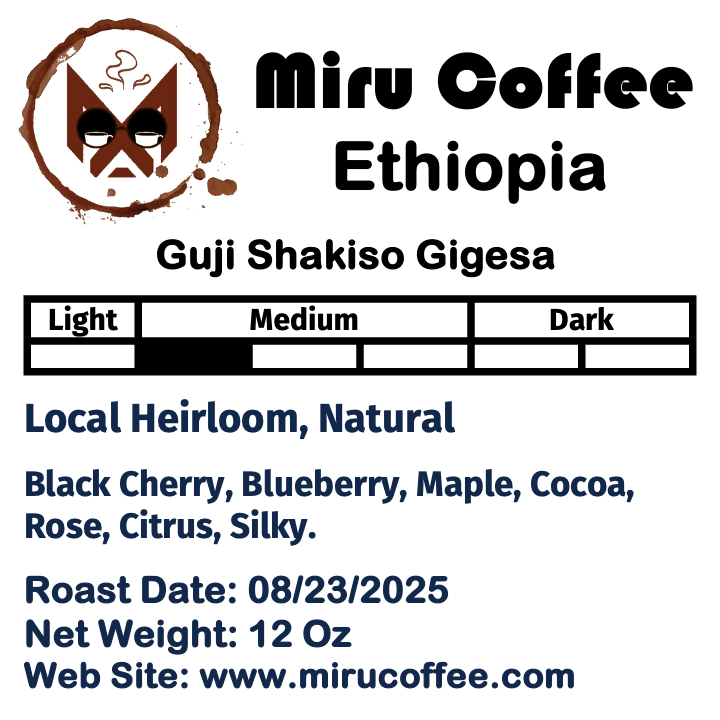 Miru Coffee
Ethiopia
Guji Shakiso Gigesa
Light Medium Dark
Local Heirloom, Natural
Black Cherry, Blueberry, Maple, Cocoa,
Rose, Citrus, Silky.
Roast Date: 08/23/2025
Net Weight: 12 Oz
Web Site: www.mirucoffee.com